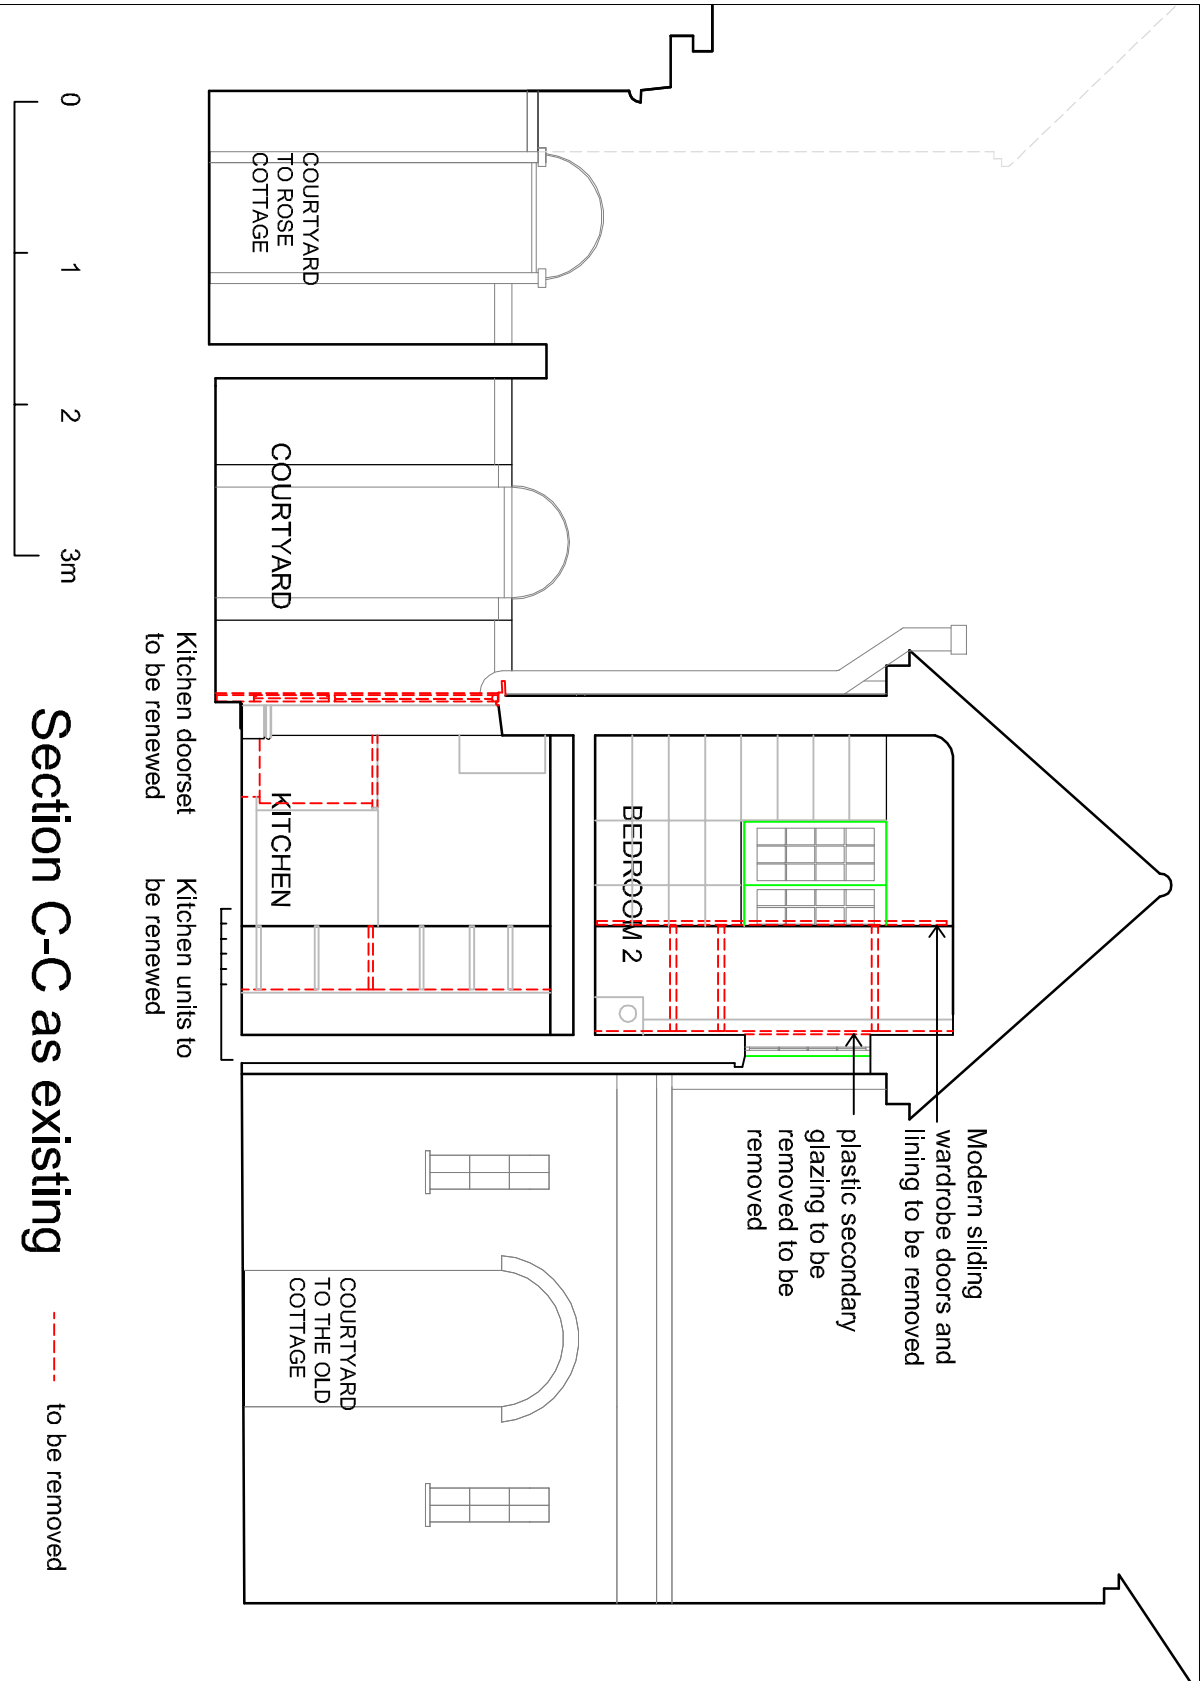 Modern sliding
wardrobe doors and
lining to be removed
plastic secondary
glazing to be
removed to be
removed
BEDROOM 2
COURTYARD
TO ROSE
COTTAGE
COURTYARD
KITCHEN
COURTYARD
TO THE OLD
COTTAGE
Kitchen doorset
to be renewed
Kitchen units to
be renewed
0
1
2
3m
Section C-C as existing
to be removed